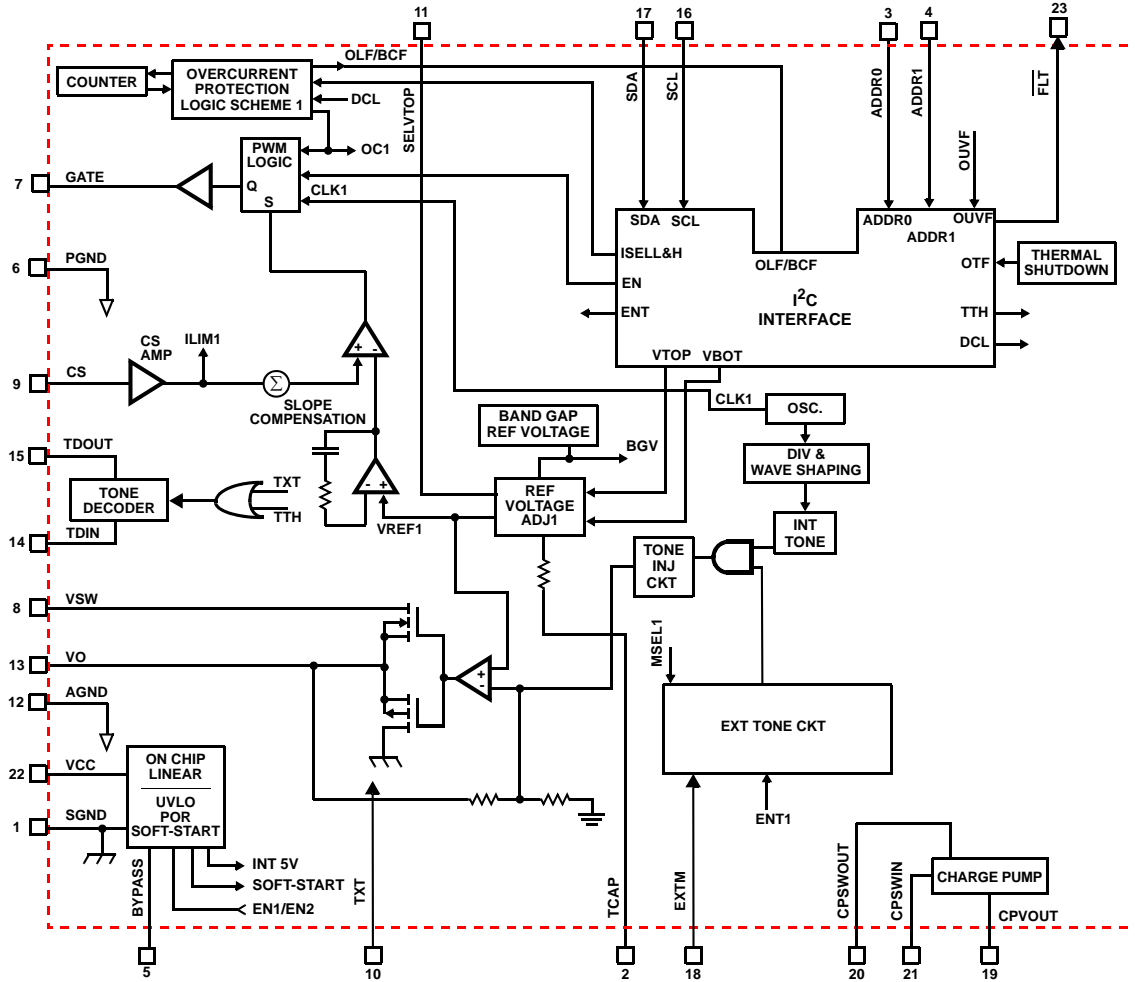 11
17
16
3
4
23
COUNTER
OVERCURRENT
PROTECTION
LOGIC SCHEME 1
OLF/BCF
DCL
SELVTOP
SDA
SCL
ADDR0
ADDR1
FLT
OUVF
PWM
LOGIC
Q
S
OC1
CLK1
7
GATE
6
PGND
SDA
SCL
ISELL&H
EN
ENT
OLF/BCF
I2C
INTERFACE
ADDR0
ADDR1
OUVF
OTF
TTH
DCL
VTOP
VBOT
THERMAL
SHUTDOWN
9
CS
CS
AMP
ILIM1
Σ
SLOPE
COMPENSATION
+ -
CLK1
OSC.
BAND GAP
REF VOLTAGE
BGV
DIV &
WAVE SHAPING
15
TDOUT
TONE
DECODER
TXT
TTH
14
TDIN
- +
VREF1
REF
VOLTAGE
ADJ1
INT
TONE
TONE
INJ
CKT
8
VSW
13
VO
12
AGND
+
-
MSEL1
EXT TONE CKT
ENT1
22
VCC
1
SGND
ON CHIP
LINEAR
UVLO
POR
SOFT-START
INT 5V
SOFT-START
EN1/EN2
BYPASS
TXT
TCAP
EXTM
CPSWOUT
CPSWIN
CHARGE PUMP
CPVOUT
5
10
2
18
20
21
19